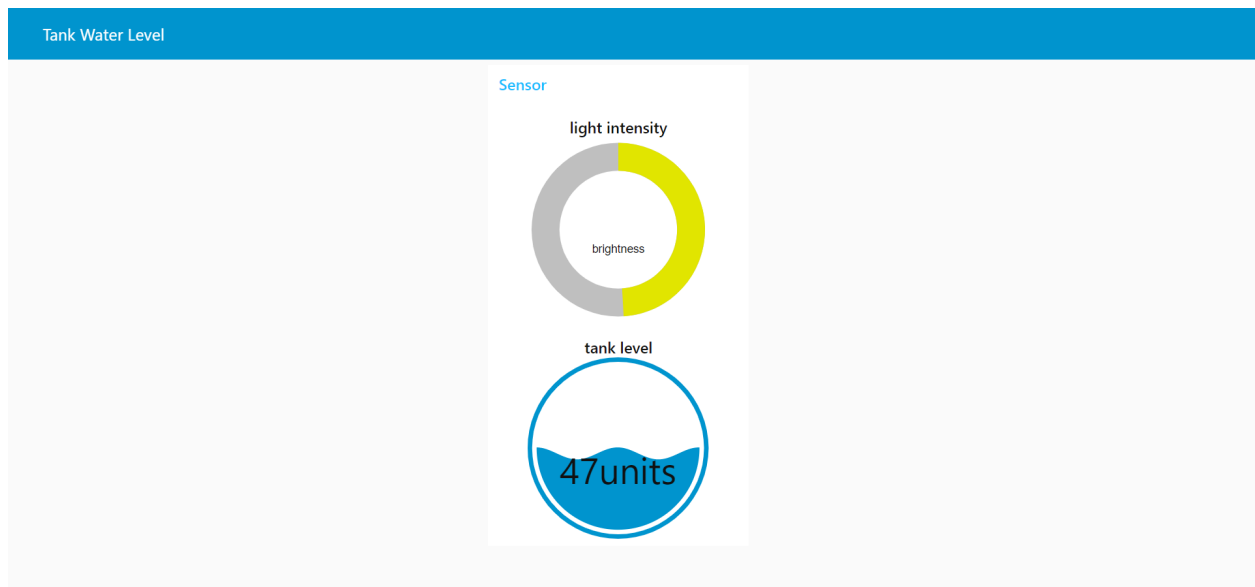 Tank Water Level
Sensor
light intensity
brightness
tank level
47units